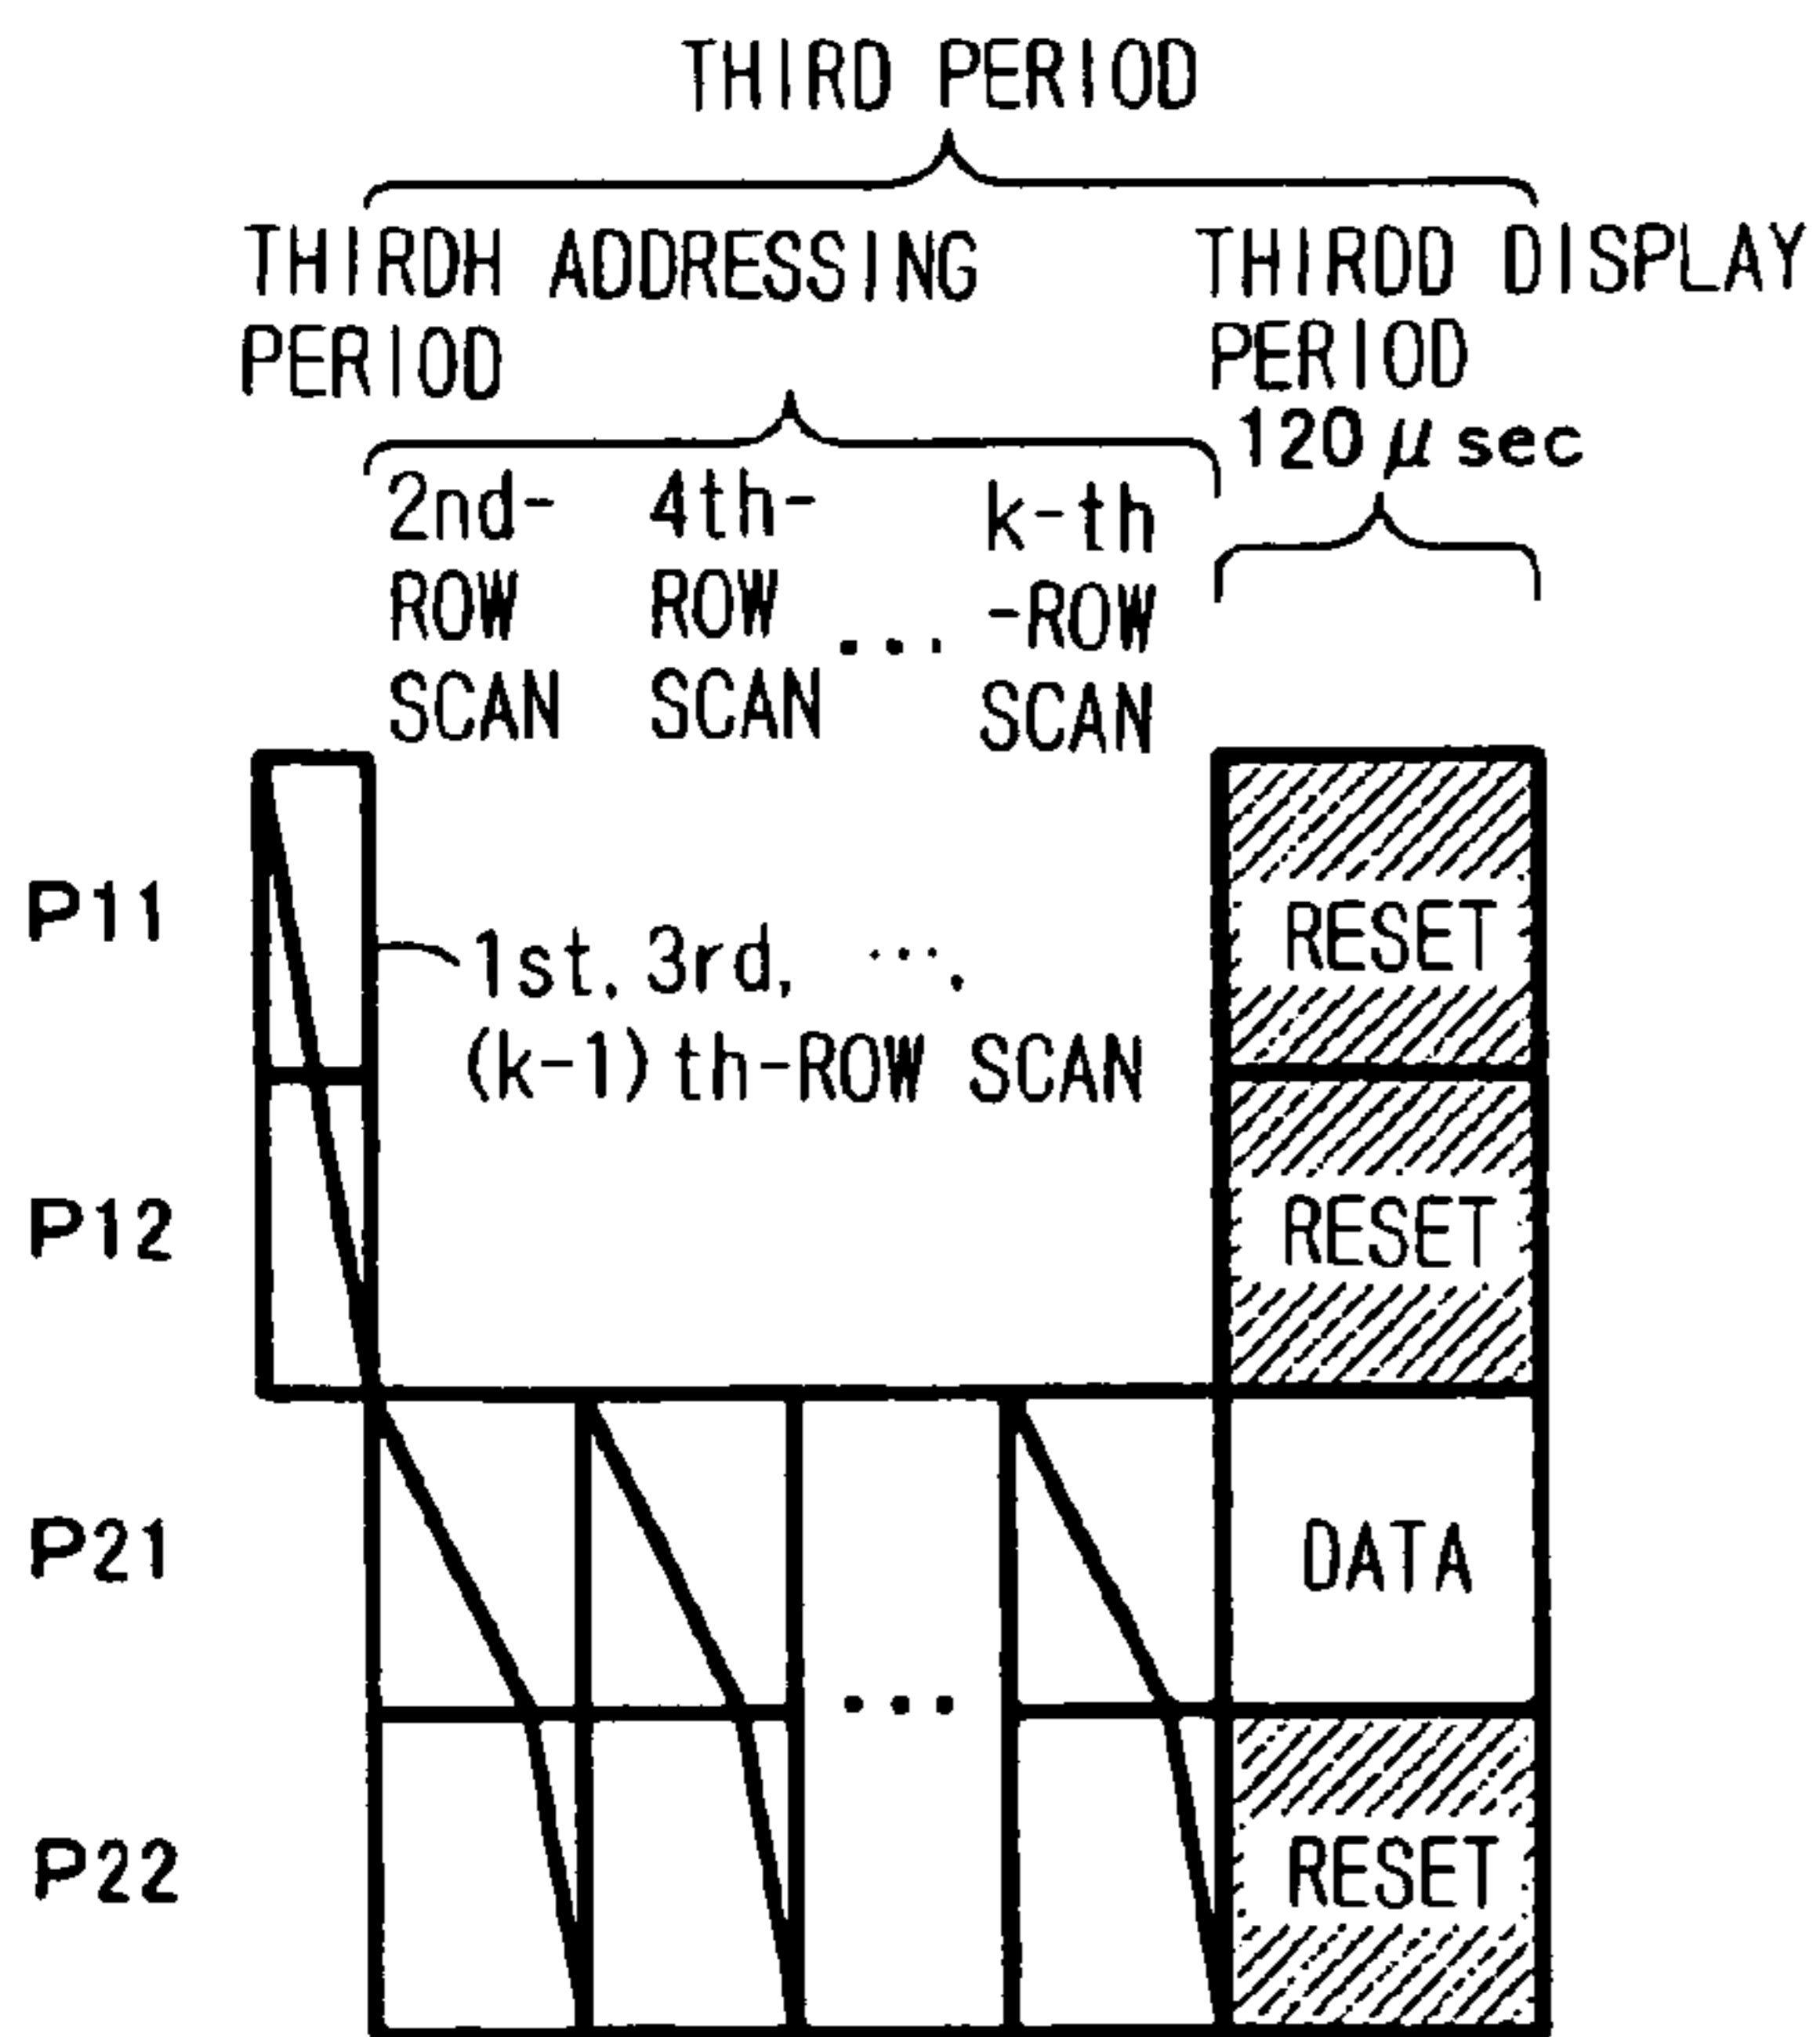 THIRD PERIOD
THIRDH ADDRESSING
PERIOD
THIRDD DISPLAY
PERIOD
120 μ sec
2nd-
ROW
SCAN
4th-
ROW
SCAN
...
k-th
-ROW
SCAN
P11
1st, 3rd, ...,
(k-1) th-ROW SCAN
RESET
P12
RESET
P21
DATA
...
P22
RESET